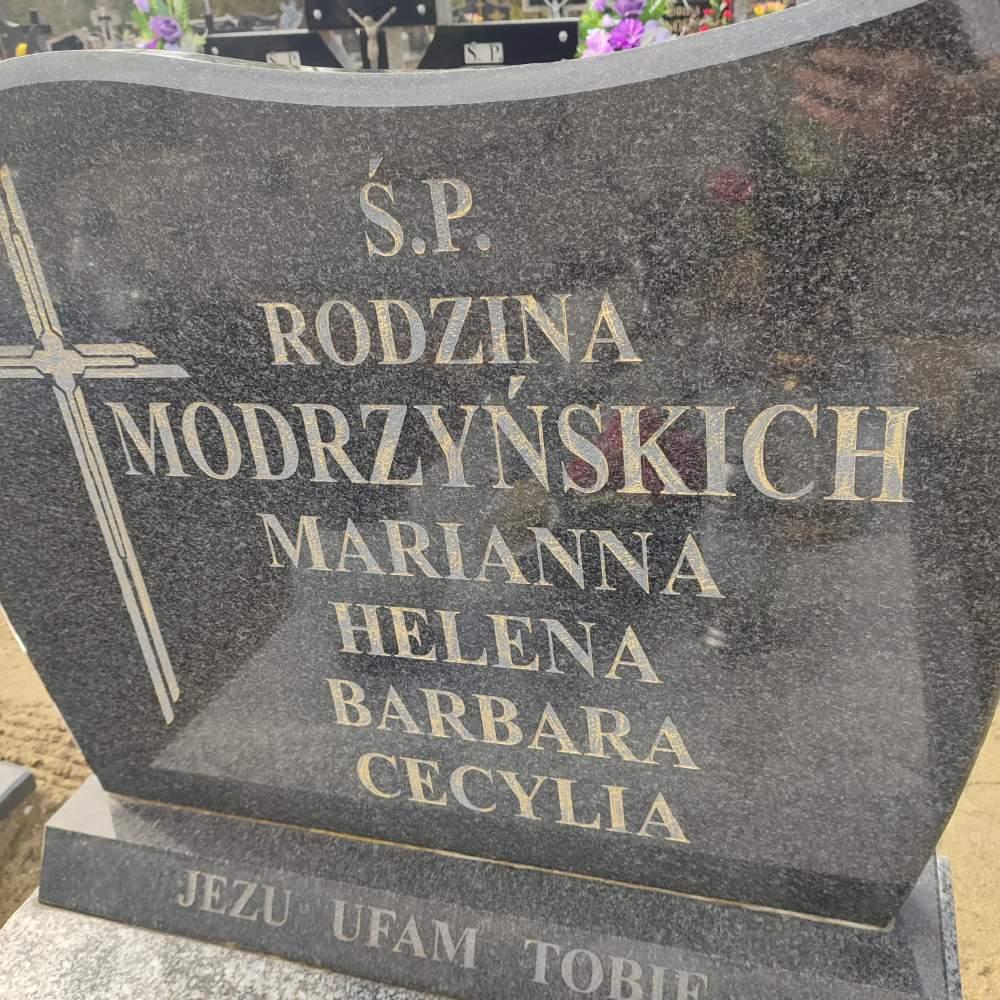 Ś.P.
Ś.P.
Ś.P.
RODZINA
MODRZYŃSKICH
MARIANNA
HELENA
BARBARA
CECYLIA
JEZU UFAM TOBIE